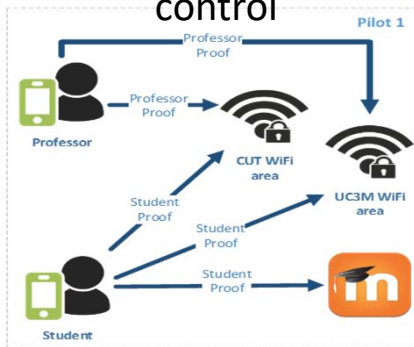 control
Pilot 1
Professor
Proof
Professor
Proof
Professor
CUT WiFi
area
UC3M WiFi
area
Student
Proof
Student
Proof
Student
Proof
m
Student